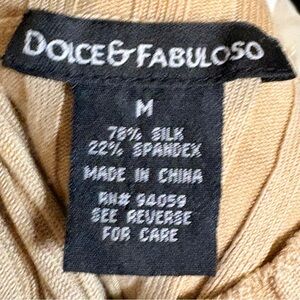 DOLCE&FABULOSO
M
78% SILK
22% SPANDEX
MADE IN CHINA
RN# 94059
SEE REVERSE
FOR CARE